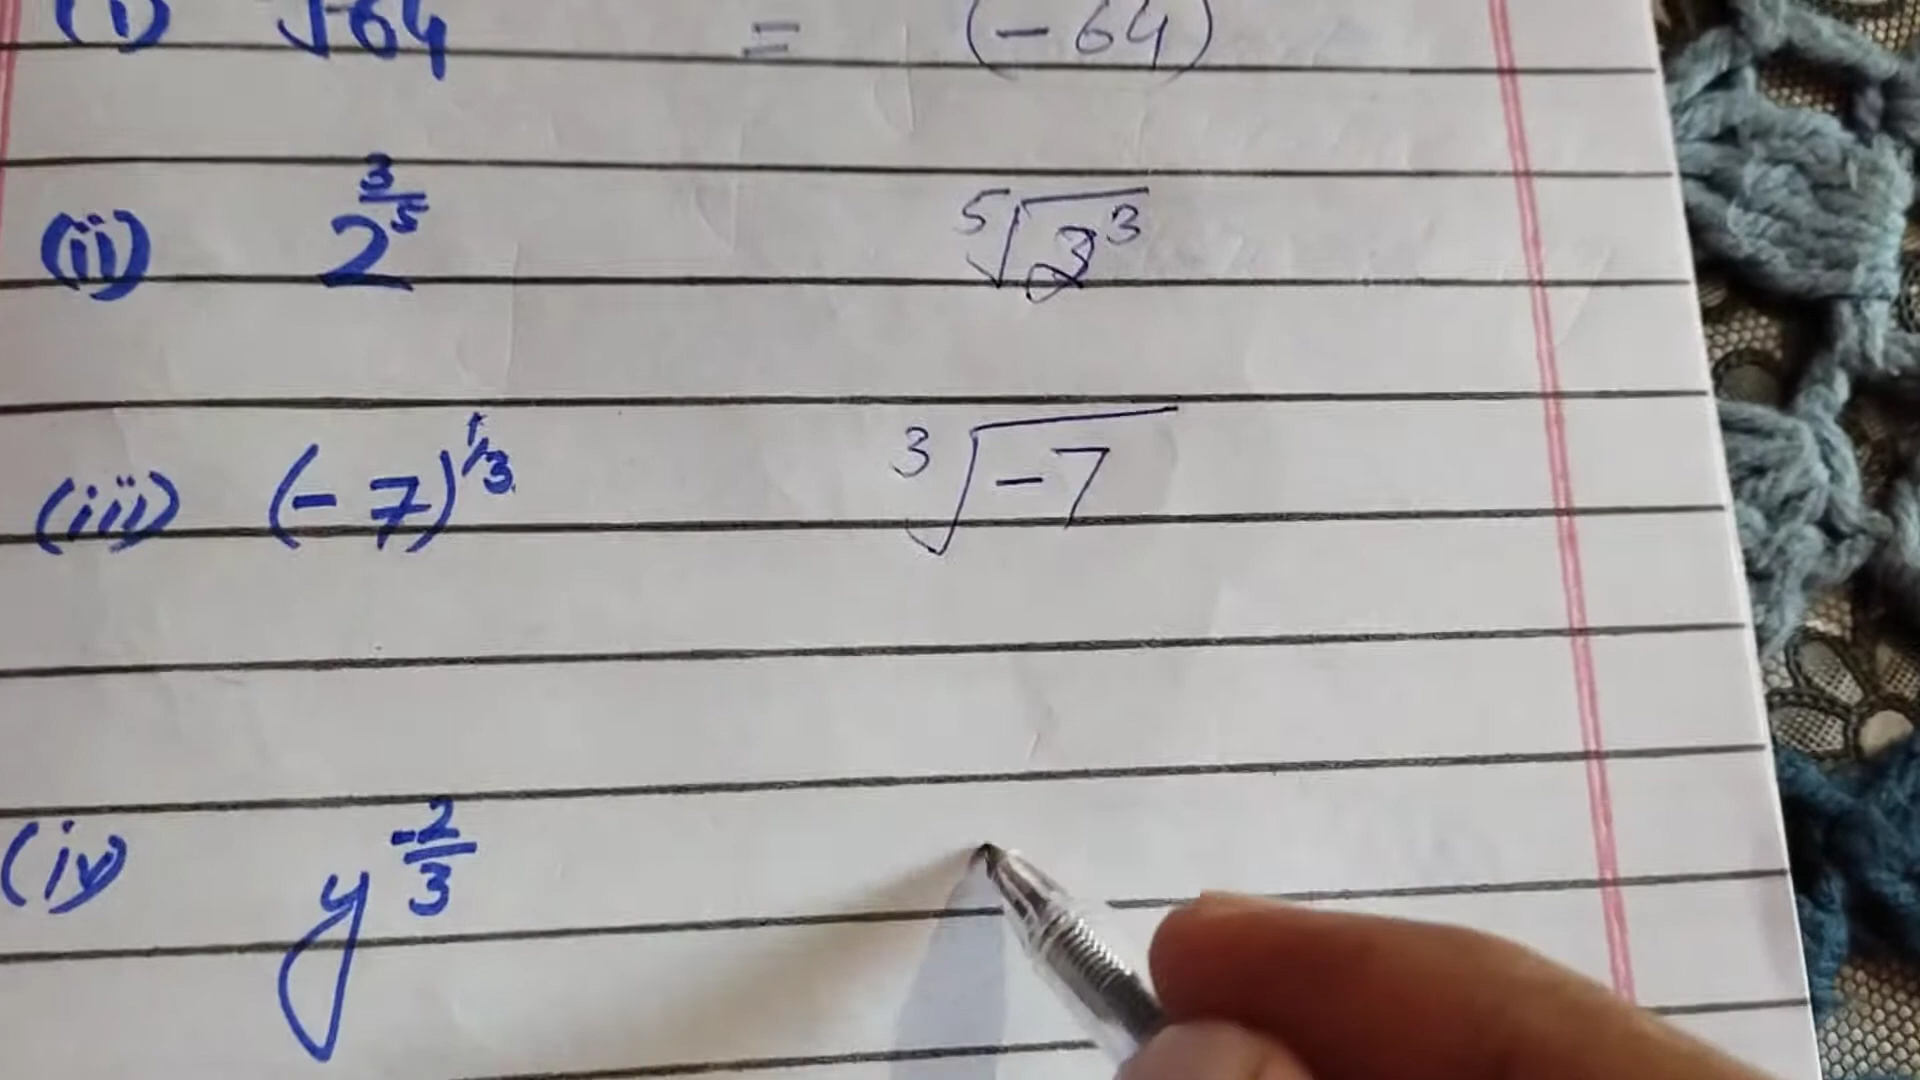 (i) √64 = (-64)
(ii) 2^(3/5) ⁵√2³
(iii) (-7)^(1/3) ³√-7
(iv) y^(-2/3)